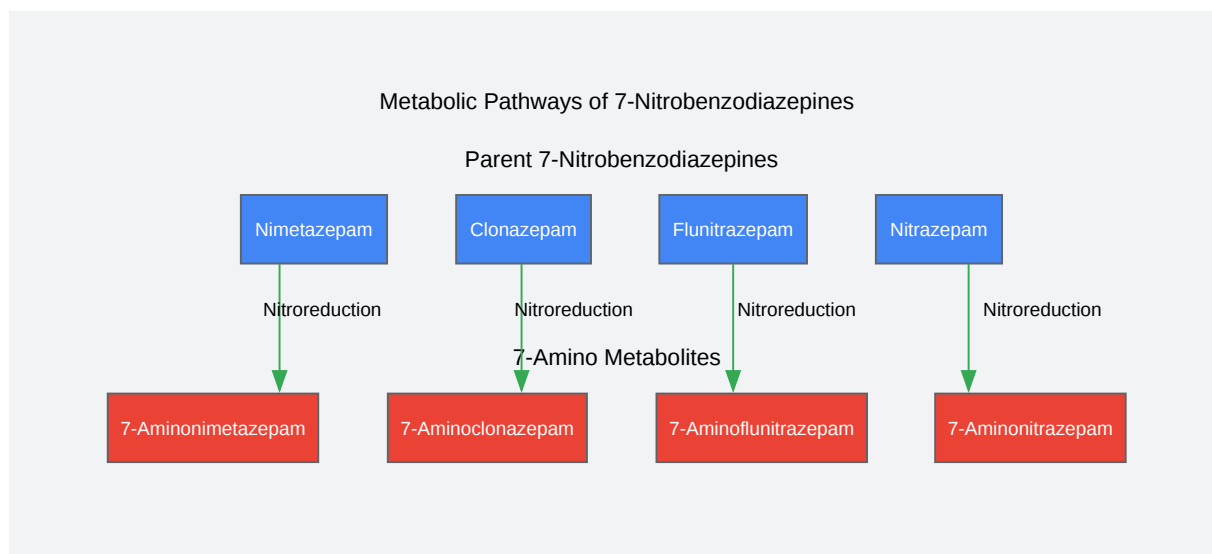 Metabolic Pathways of 7-Nitrobenzodiazepines
Parent 7-Nitrobenzodiazepines
Nimetazepam
Clonazepam
Flunitrazepam
Nitrazepam
Nitroreduction
Nitroreduction
Nitroreduction
Nitroreduction
7-Amino Metabolites
7-Aminonimetazepam
7-Aminoclonazepam
7-Aminoflunitrazepam
7-Aminonitrazepam